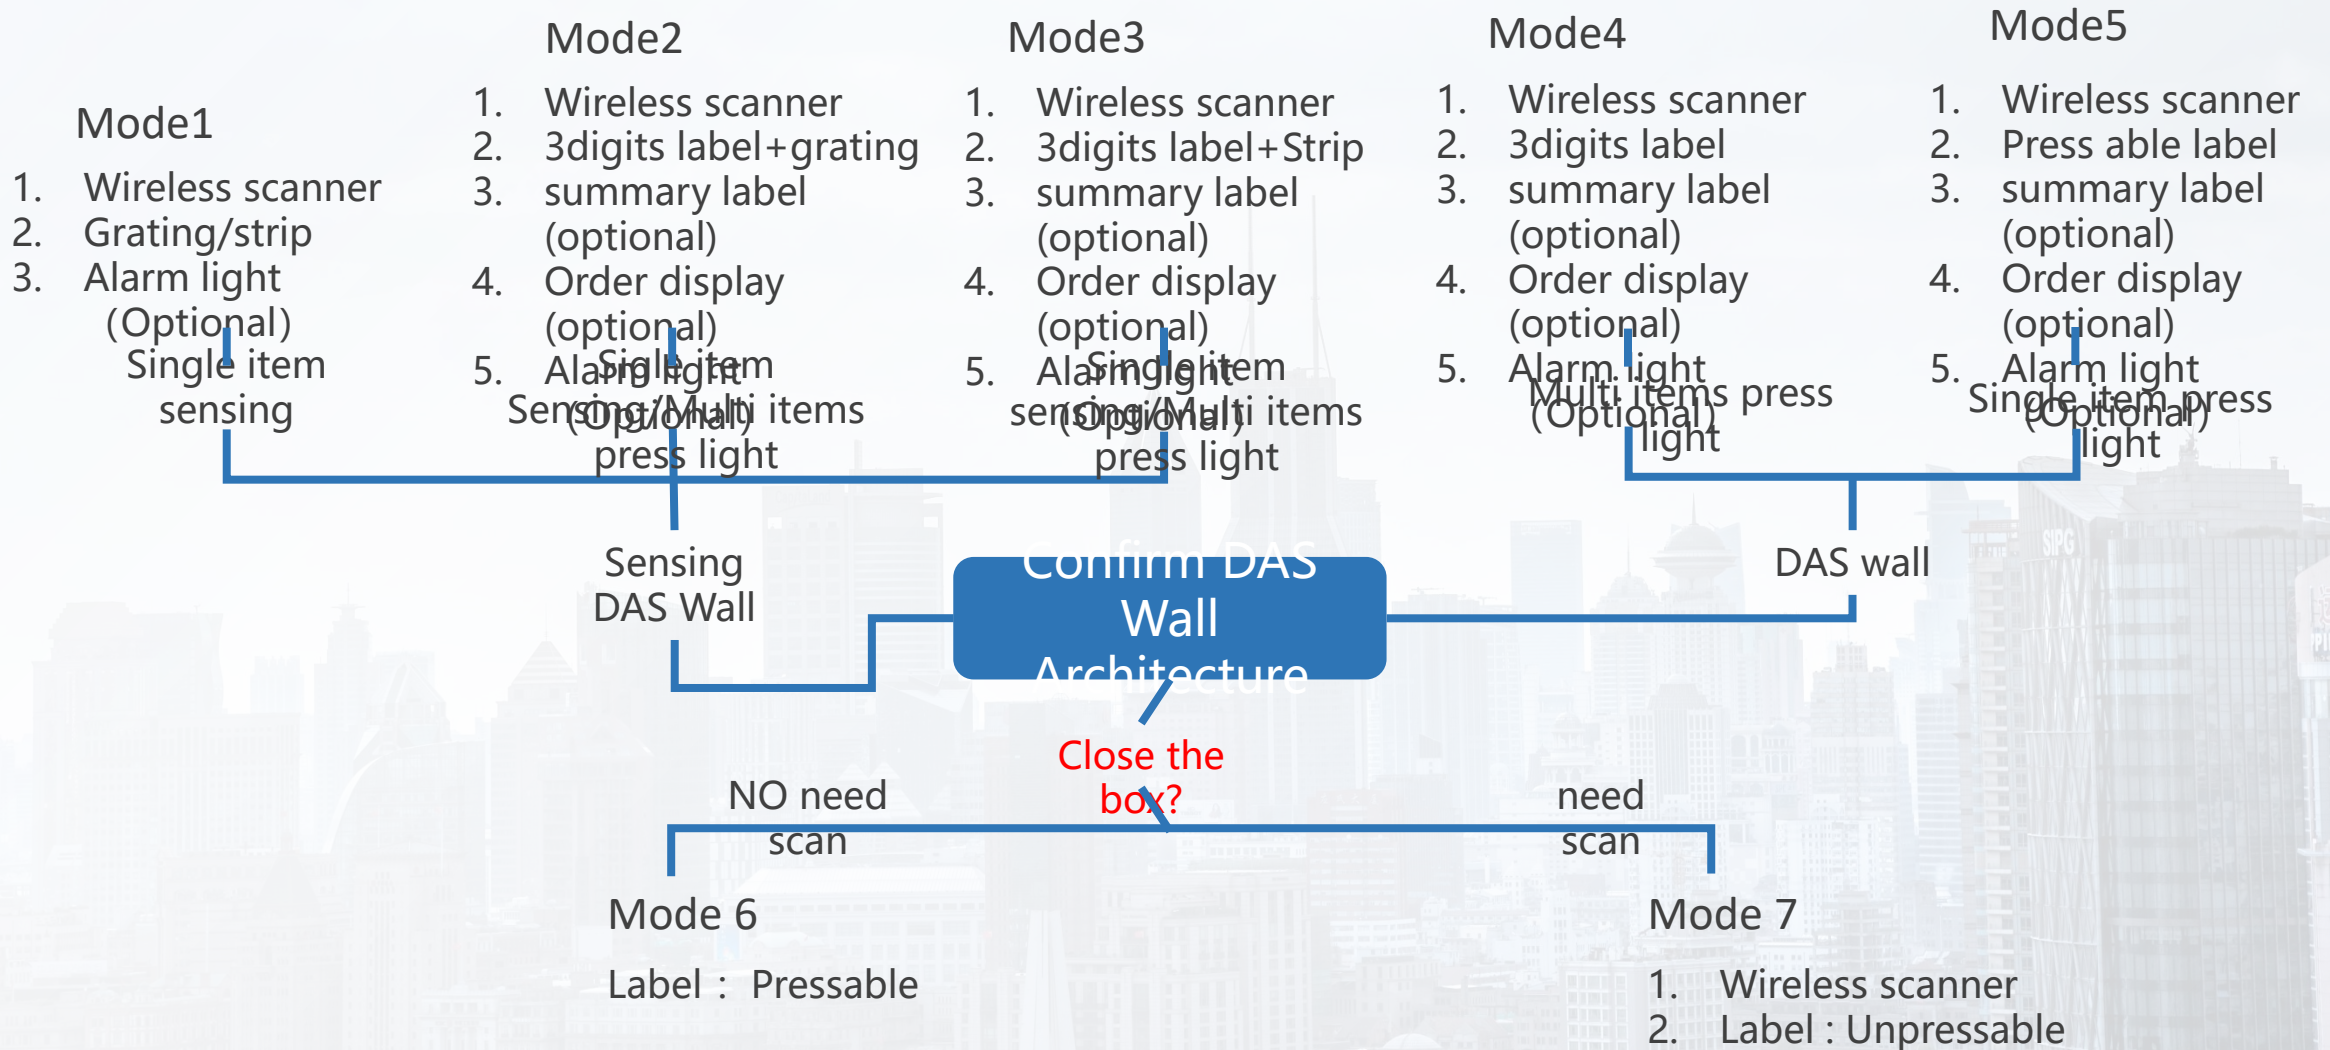 Mode1
1. Wireless scanner
2. Grating/strip
3. Alarm light
（Optional）
Single item
sensing
Mode2
1. Wireless scanner
2. 3digits label+grating
3. summary label
(optional)
4. Order display
(optional)
5. Alarm light
（Optional）
Sigle item
Sensing/Multi items
press light
Mode3
1. Wireless scanner
2. 3digits label+Strip
3. summary label
(optional)
4. Order display
(optional)
5. Alarm light
（Optional）
Single item
sensing/Multi items
press light
Mode4
1. Wireless scanner
2. 3digits label
3. summary label
(optional)
4. Order display
(optional)
5. Alarm light
（Optional）
Multi items press
light
Mode5
1. Wireless scanner
2. Press able label
3. summary label
(optional)
4. Order display
(optional)
5. Alarm light
（Optional）
Single item press
light
Sensing
DAS Wall
Confirm DAS
Wall
Architecture
DAS wall
SIPG
Close the
box?
NO need
scan
need
scan
Mode 6
Label： Pressable
Mode 7
1. Wireless scanner
2. Label : Unpressable